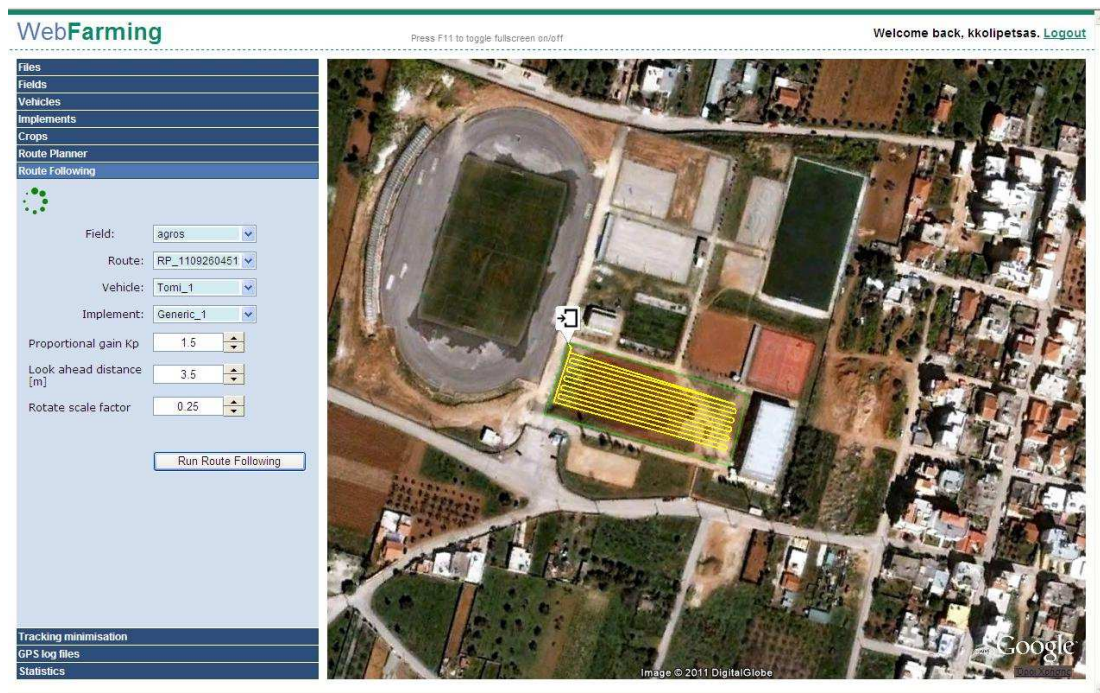 WebFarming
Press F11 to toggle fullscreen on/off
Welcome back, kkolipetsas. Logout
Files
Fields
Vehicles
Implements
Crops
Route Planner
Route Following
Field: agros
Route: RP_1109260451
Vehicle: Tomi_1
Implement: Generic_1
Proportional gain Kp 1.5
Look ahead distance
[m] 3.5
Rotate scale factor 0.25
Run Route Following
Tracking minimisation
GPS log files
Statistics
Google
Image © 2011 DigitalGlobe